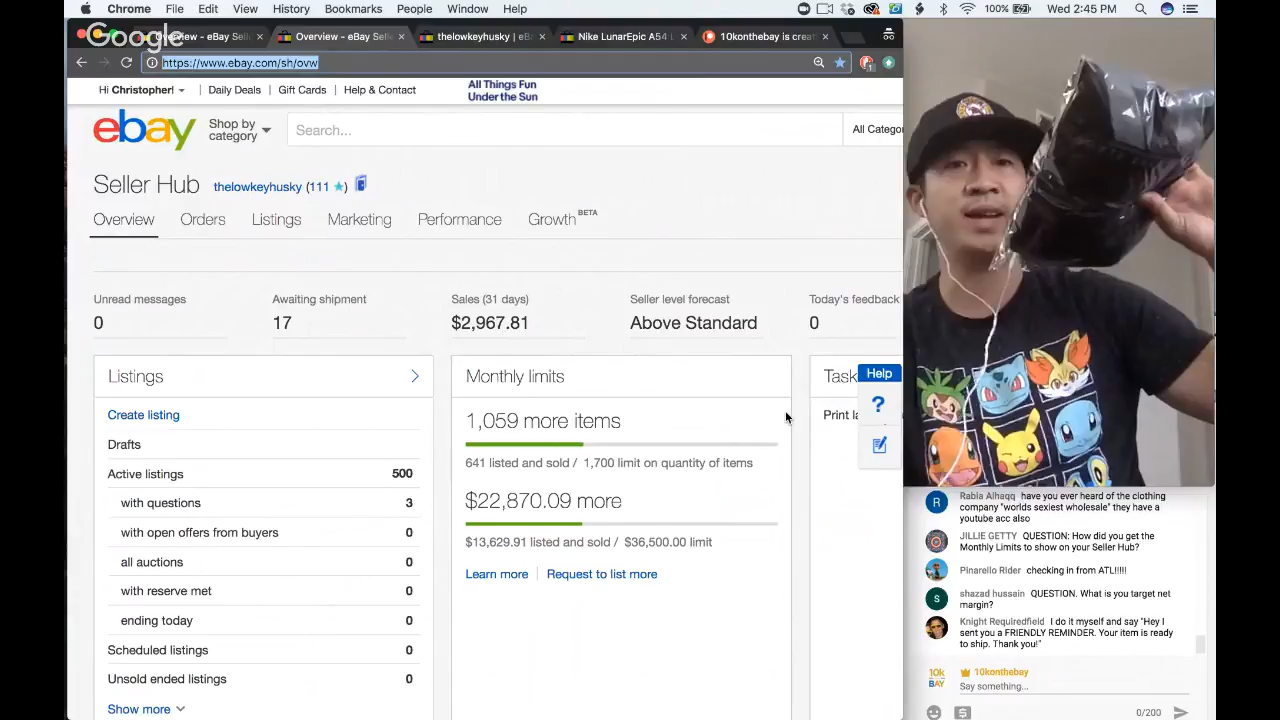 Chrome File Edit View History Bookmarks People Window Help
100% Wed 2:45 PM
Google
Overview - eBay Sell
Overview - eBay Selle
thelowkeyhusky | eB
Nike LunarEpic A54 L
10konthebay is creat
https://www.ebay.com/sh/ovw
Hi Christopher! Daily Deals Gift Cards Help & Contact
All Things Fun
Under the Sun
ebay
Shop by
category
Search...
All Catego
Seller Hub thelowkeyhusky (111)
Overview Orders Listings Marketing Performance Growth BETA
Unread messages
0
Awaiting shipment
17
Sales (31 days)
$2,967.81
Seller level forecast
Above Standard
Today's feedback
0
Listings
Create listing
Drafts
Active listings 500
with questions 3
with open offers from buyers 0
all auctions 0
with reserve met 0
ending today 0
Scheduled listings 0
Unsold ended listings 0
Show more
Monthly limits
1,059 more items
641 listed and sold / 1,700 limit on quantity of items
$22,870.09 more
$13,629.91 listed and sold / $36,500.00 limit
Learn more Request to list more
Task
Print la
Help
?
R
Rabia Alhaqq have you ever heard of the clothing
company "worlds sexiest wholesale" they have a
youtube acc also
JILLIE GETTY QUESTION: How did you get the
Monthly Limits to show on your Seller Hub?
Pinarello Rider checking in from ATL!!!!!
S
shazad hussain QUESTION. What is you target net
margin?
Knight Requiredfield I do it myself and say "Hey I
sent you a FRIENDLY REMINDER. Your item is ready
to ship. Thank you!"
10k
BAY
10konthebay
Say something...
0/200